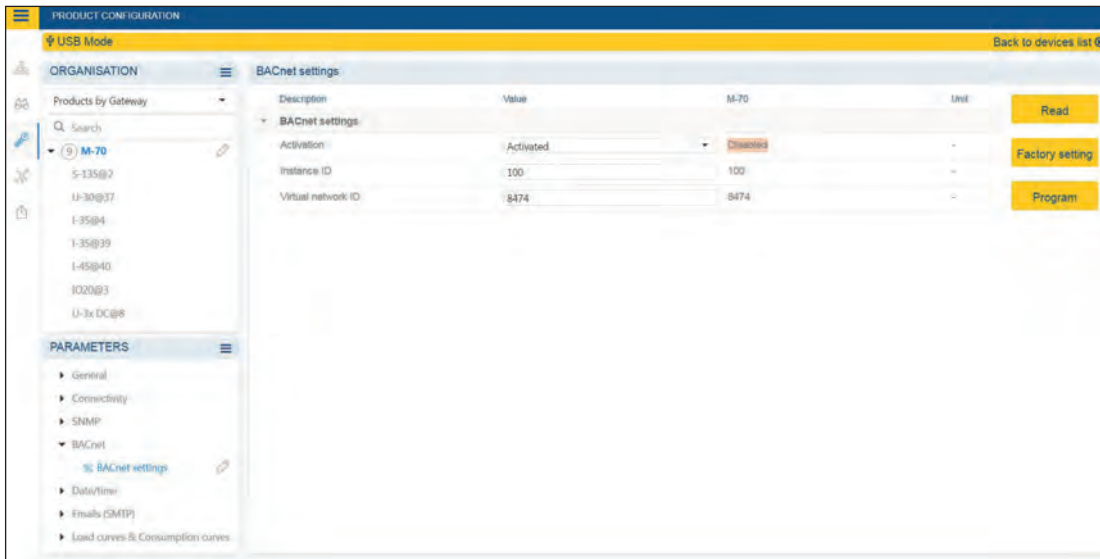 PRODUCT CONFIGURATION
USB Mode
Back to devices list
ORGANISATION
Products by Gateway
Search
9 M-70
S-135@2
U-30@37
I-35@4
I-35@39
I-45@40
IO20@3
U-3x DC@8
PARAMETERS
General
Connectivity
SNMP
BACnet
BACnet settings
Date/time
Emails (SMTP)
Load curves & Consumption curves
BACnet settings
Description Value M-70 Unit
BACnet settings
Activation Activated Disabled -
Instance ID 100 100 -
Virtual network ID 8474 8474 -
Read
Factory setting
Program